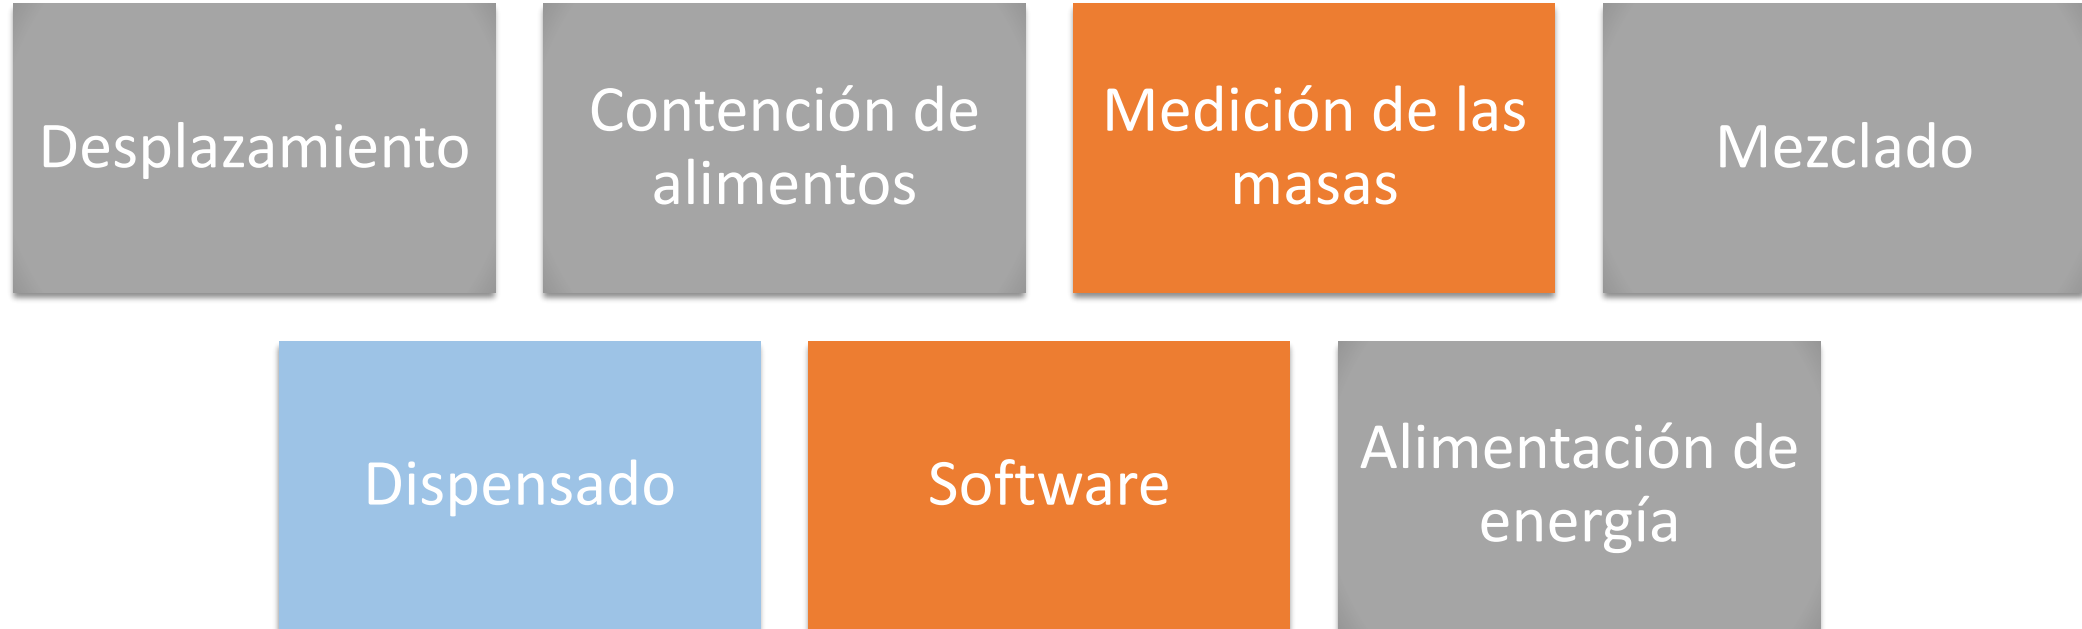 Desplazamiento
Contención de
alimentos
Medición de las
masas
Mezclado
Dispensado
Software
Alimentación de
energía